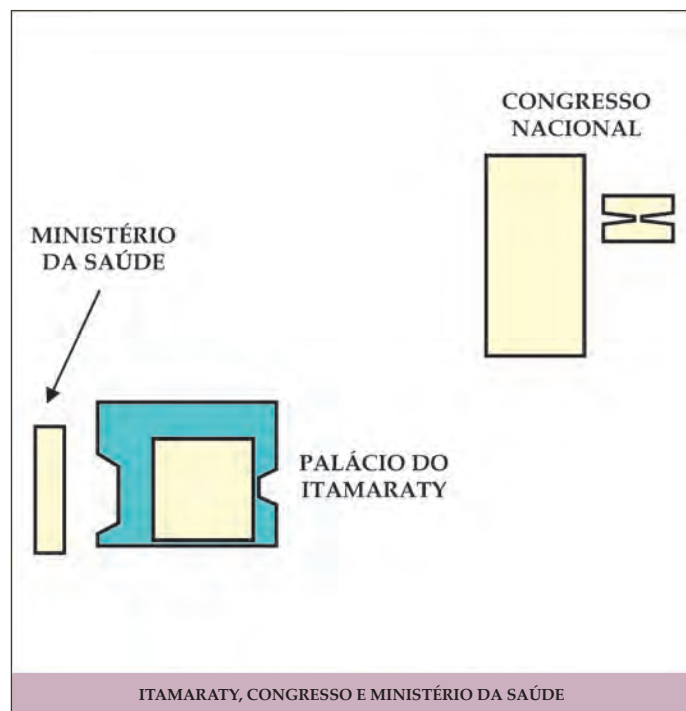 CONGRESSO
NACIONAL
MINISTÉRIO
DA SAÚDE
PALÁCIO DO
ITAMARATY
ITAMARATY, CONGRESSO E MINISTÉRIO DA SAÚDE